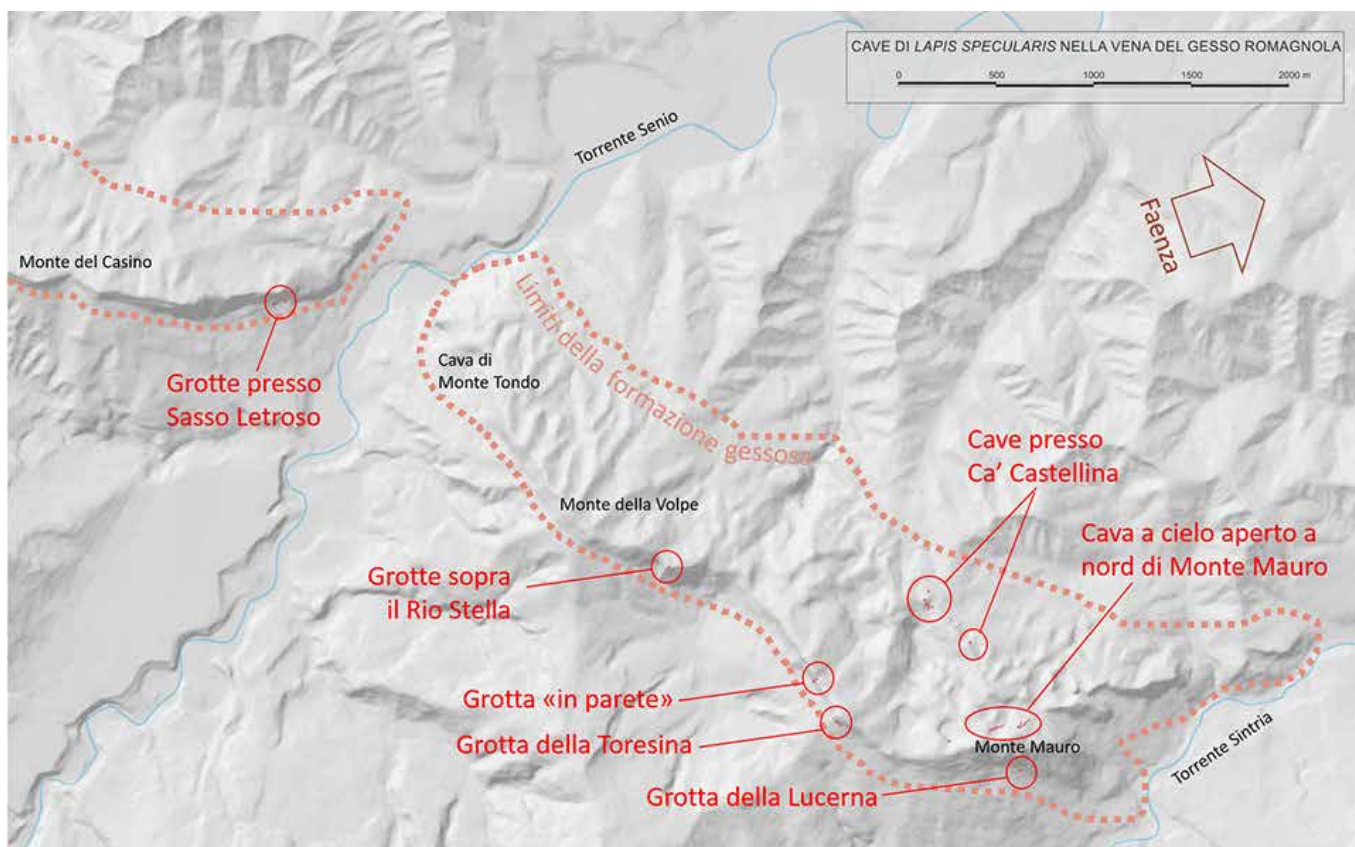 CAVE DI LAPIS SPECULARIS NELLA VENA DEL GESSO ROMAGNOLA
0 500 1000 1500 2000 m
Torrente Senio
Faenza
Monte del Casino
Limiti della formazione gessosa
Cava di
Monte Tondo
Grotte presso
Sasso Letroso
Cave presso
Ca’ Castellina
Monte della Volpe
Cava a cielo aperto a
nord di Monte Mauro
Grotte sopra
il Rio Stella
Grotta «in parete»
Grotta della Toresina
Monte Mauro
Torrente Sintria
Grotta della Lucerna